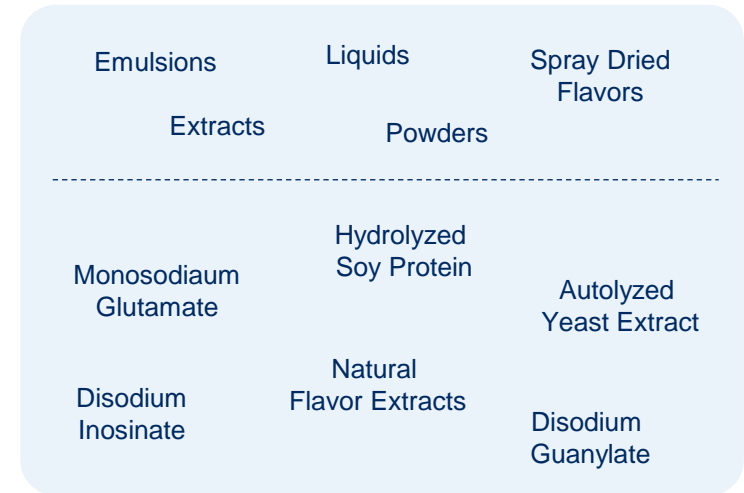 Emulsions
Liquids
Spray Dried
Flavors
Extracts
Powders
Hydrolyzed
Soy Protein
Monosodiaum
Glutamate
Autolyzed
Yeast Extract
Natural
Flavor Extracts
Disodium
Inosinate
Disodium
Guanylate